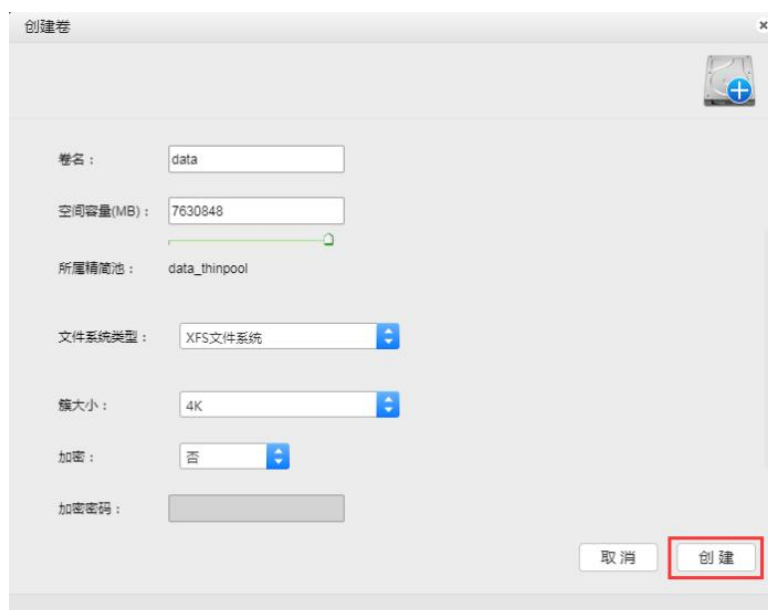 创建卷
卷名： data
空间容量(MB)： 7630848
所属精简池： data_thinpool
文件系统类型： XFS文件系统
簇大小： 4K
加密： 否
加密密码：
取消 创建